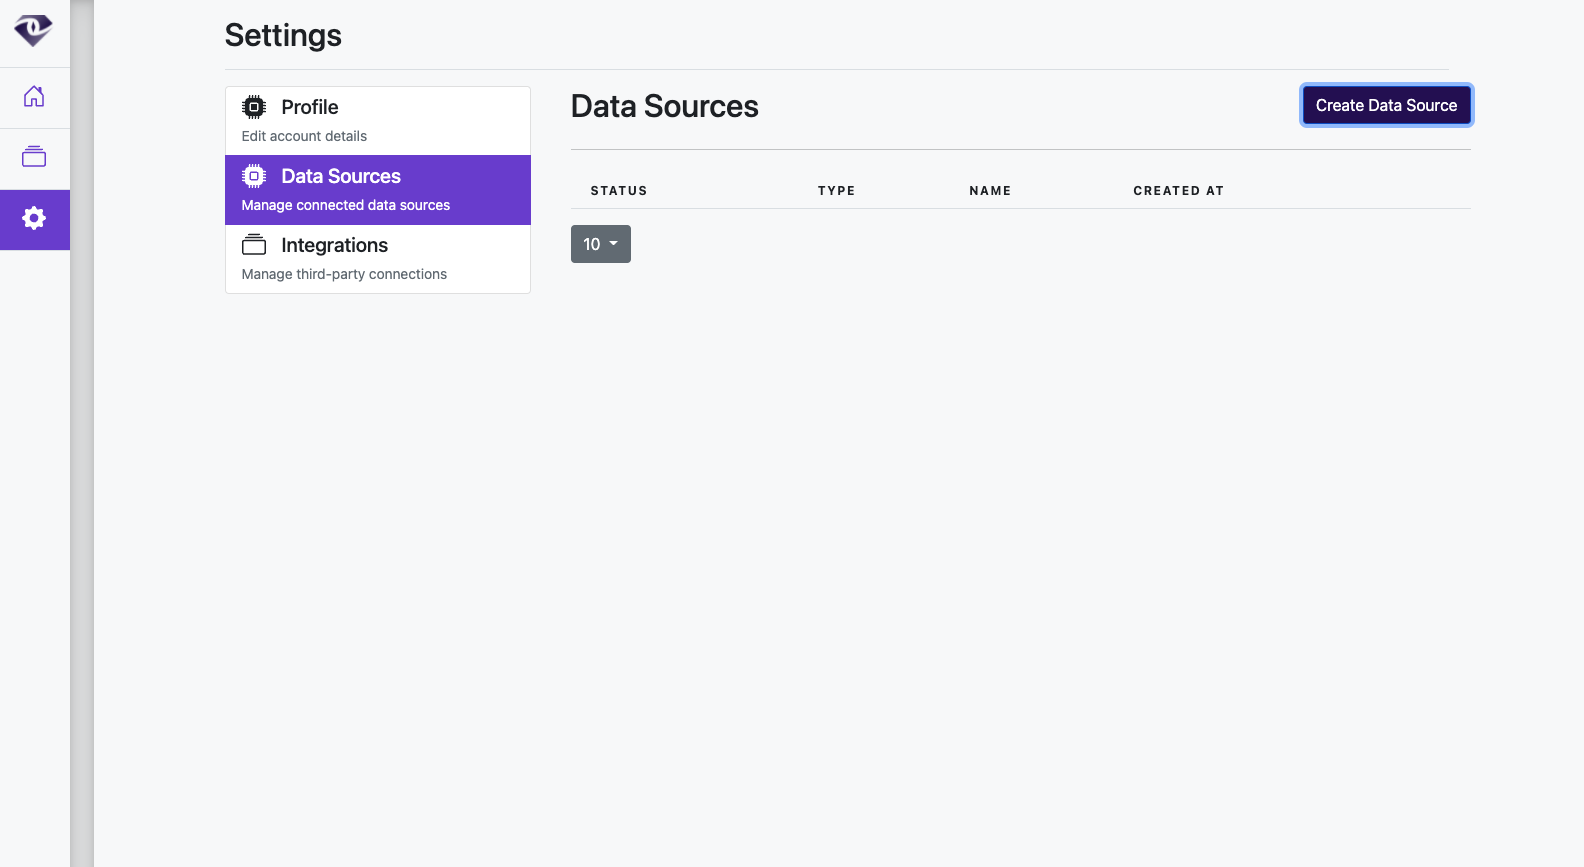 Settings
Profile
Edit account details
Data Sources
Manage connected data sources
Integrations
Manage third-party connections
Data Sources
Create Data Source
STATUS TYPE NAME CREATED AT
10